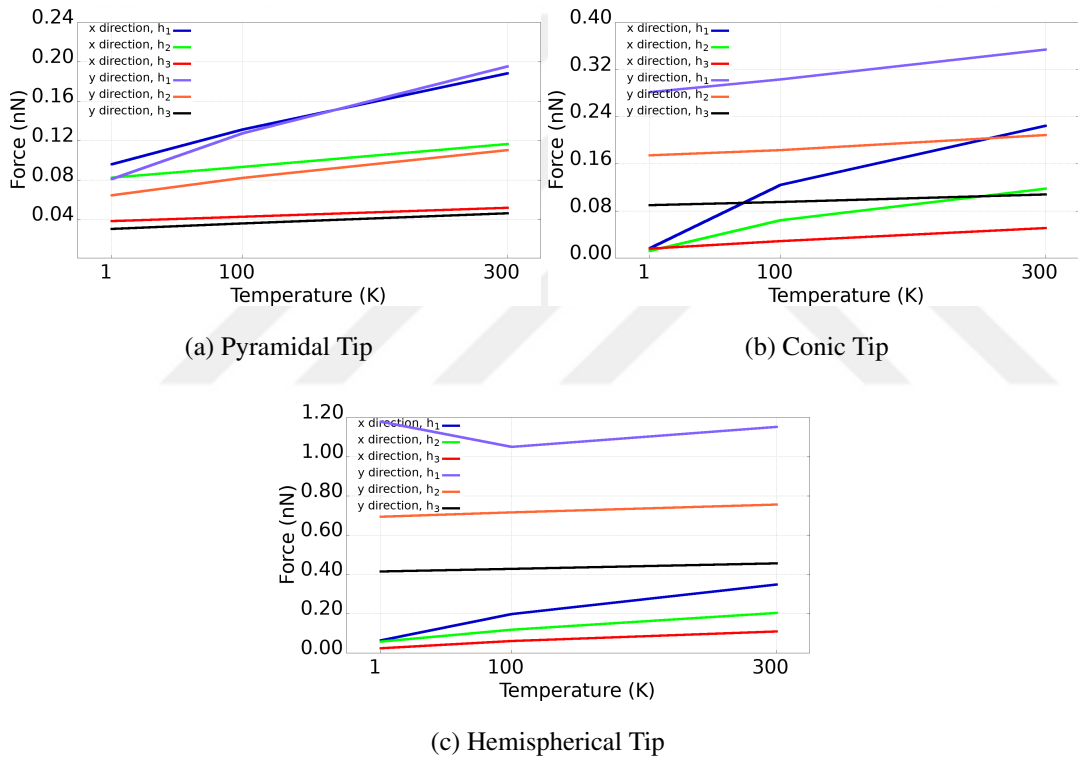 0.24
0.20
0.16
0.12
0.08
0.04
Force (nN)
x direction, h1
x direction, h2
x direction, h3
y direction, h1
y direction, h2
y direction, h3
1 100 300
Temperature (K)
(a) Pyramidal Tip
0.40
0.32
0.24
0.16
0.08
0.00
Force (nN)
x direction, h1
x direction, h2
x direction, h3
y direction, h1
y direction, h2
y direction, h3
1 100 300
Temperature (K)
(b) Conic Tip
1.20
1.00
0.80
0.60
0.40
0.20
0.00
Force (nN)
x direction, h1
x direction, h2
x direction, h3
y direction, h1
y direction, h2
y direction, h3
1 100 300
Temperature (K)
(c) Hemispherical Tip